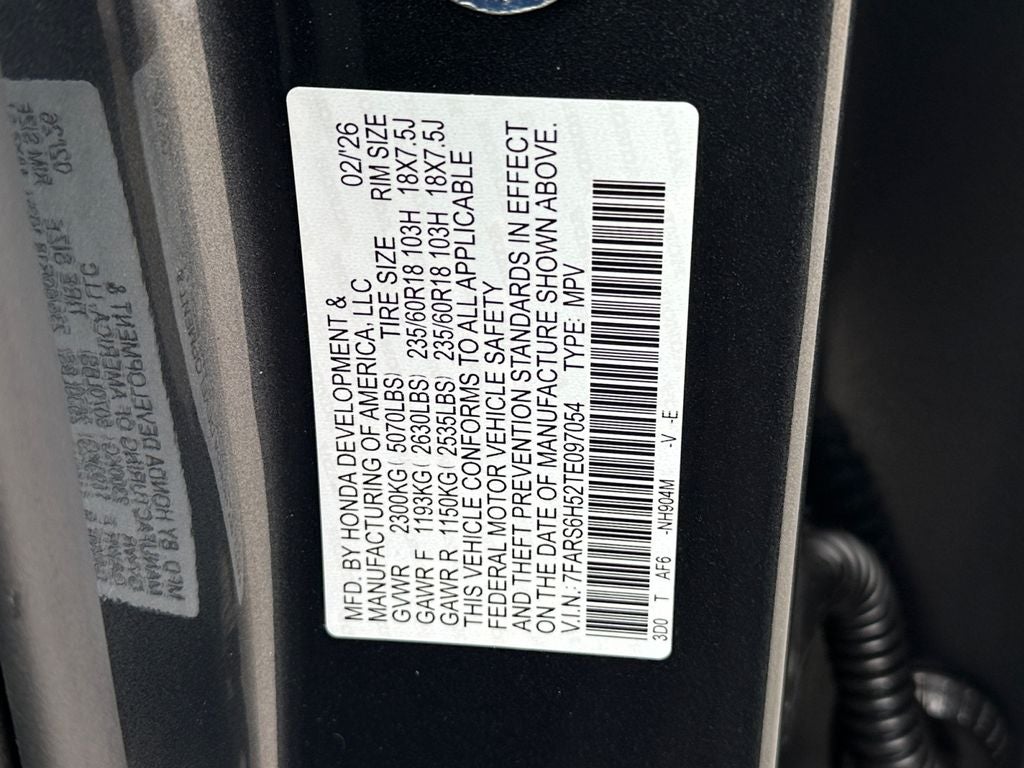 MFD. BY HONDA DEVELOPMENT & 02/'26
MANUFACTURING OF AMERICA, LLC
TIRE SIZE RIM SIZE
GVWR 2300KG ( 5070LBS)
GAWR F 1193KG ( 2630LBS) 235/60R18 103H 18X7.5J
GAWR R 1150KG ( 2535LBS) 235/60R18 103H 18X7.5J
THIS VEHICLE CONFORMS TO ALL APPLICABLE
FEDERAL MOTOR VEHICLE SAFETY
AND THEFT PREVENTION STANDARDS IN EFFECT
ON THE DATE OF MANUFACTURE SHOWN ABOVE.
V.I.N.: 7FARS6H52TE097054 TYPE: MPV
3D0 T AF6 -NH904M -V -E